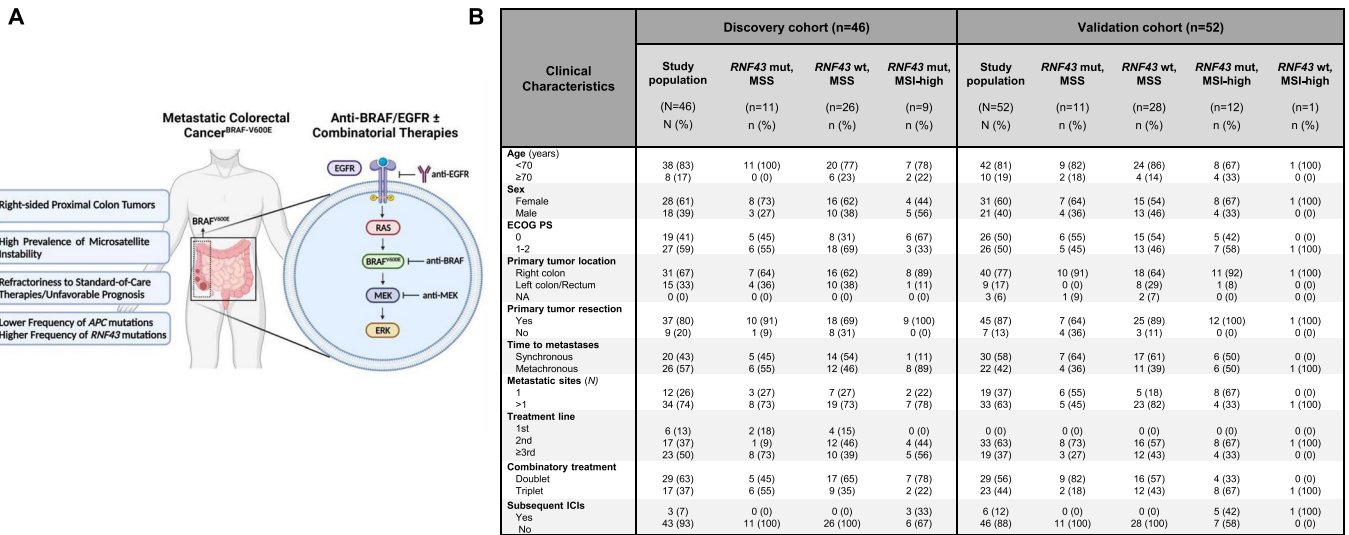 A
Metastatic Colorectal
Cancer^BRAF-V600E
Anti-BRAF/EGFR ±
Combinatorial Therapies
Right-sided Proximal Colon Tumors
High Prevalence of Microsatellite
Instability
Refractoriness to Standard-of-Care
Therapies/Unfavorable Prognosis
Lower Frequency of APC mutations
Higher Frequency of RNF43 mutations
BRAF^V600E
EGFR
anti-EGFR
P P
RAS
BRAF^V600E
anti-BRAF
MEK
anti-MEK
ERK
B
Clinical
Characteristics
Discovery cohort (n=46) Validation cohort (n=52)
Study RNF43 mut, RNF43 wt, RNF43 mut, Study RNF43 mut, RNF43 wt, RNF43 mut, RNF43 wt,
population MSS MSS MSI-high population MSS MSS MSI-high MSI-high
(N=46) (n=11) (n=26) (n=9) (N=52) (n=11) (n=28) (n=12) (n=1)
N (%) n (%) n (%) n (%) N (%) n (%) n (%) n (%) n (%)
Age (years)
<70 38 (83) 11 (100) 20 (77) 7 (78) 42 (81) 9 (82) 24 (86) 8 (67) 1 (100)
≥70 8 (17) 0 (0) 6 (23) 2 (22) 10 (19) 2 (18) 4 (14) 4 (33) 0 (0)
Sex
Female 28 (61) 8 (73) 16 (62) 4 (44) 31 (60) 7 (64) 15 (54) 8 (67) 1 (100)
Male 18 (39) 3 (27) 10 (38) 5 (56) 21 (40) 4 (36) 13 (46) 4 (33) 0 (0)
ECOG PS
0 19 (41) 5 (45) 8 (31) 6 (67) 26 (50) 6 (55) 15 (54) 5 (42) 0 (0)
1-2 27 (59) 6 (55) 18 (69) 3 (33) 26 (50) 5 (45) 13 (46) 7 (58) 1 (100)
Primary tumor location
Right colon 31 (67) 7 (64) 16 (62) 8 (89) 40 (77) 10 (91) 18 (64) 11 (92) 1 (100)
Left colon/Rectum 15 (33) 4 (36) 10 (38) 1 (11) 9 (17) 0 (0) 8 (29) 1 (8) 0 (0)
NA 0 (0) 0 (0) 0 (0) 0 (0) 3 (6) 1 (9) 2 (7) 0 (0) 0 (0)
Primary tumor resection
Yes 37 (80) 10 (91) 18 (69) 9 (100) 45 (87) 7 (64) 25 (89) 12 (100) 1 (100)
No 9 (20) 1 (9) 8 (31) 0 (0) 7 (13) 4 (36) 3 (11) 0 (0) 0 (0)
Time to metastases
Synchronous 20 (43) 5 (45) 14 (54) 1 (11) 30 (58) 7 (64) 17 (61) 6 (50) 0 (0)
Metachronous 26 (57) 6 (55) 12 (46) 8 (89) 22 (42) 4 (36) 11 (39) 6 (50) 1 (100)
Metastatic sites (N)
1 12 (26) 3 (27) 7 (27) 2 (22) 19 (37) 6 (55) 5 (18) 8 (67) 0 (0)
>1 34 (74) 8 (73) 19 (73) 7 (78) 33 (63) 5 (45) 23 (82) 4 (33) 1 (100)
Treatment line
1st 6 (13) 2 (18) 4 (15) 0 (0) 0 (0) 0 (0) 0 (0) 0 (0) 0 (0)
2nd 17 (37) 1 (9) 12 (46) 4 (44) 33 (63) 8 (73) 16 (57) 8 (67) 1 (100)
≥3rd 23 (50) 8 (73) 10 (39) 5 (56) 19 (37) 3 (27) 12 (43) 4 (33) 0 (0)
Combinatory treatment
Doublet 29 (63) 5 (45) 17 (65) 7 (78) 29 (56) 9 (82) 16 (57) 4 (33) 0 (0)
Triplet 17 (37) 6 (55) 9 (35) 2 (22) 23 (44) 2 (18) 12 (43) 8 (67) 1 (100)
Subsequent ICIs
Yes 3 (7) 0 (0) 0 (0) 3 (33) 6 (12) 0 (0) 0 (0) 5 (42) 1 (100)
No 43 (93) 11 (100) 26 (100) 6 (67) 46 (88) 11 (100) 28 (100) 7 (58) 0 (0)